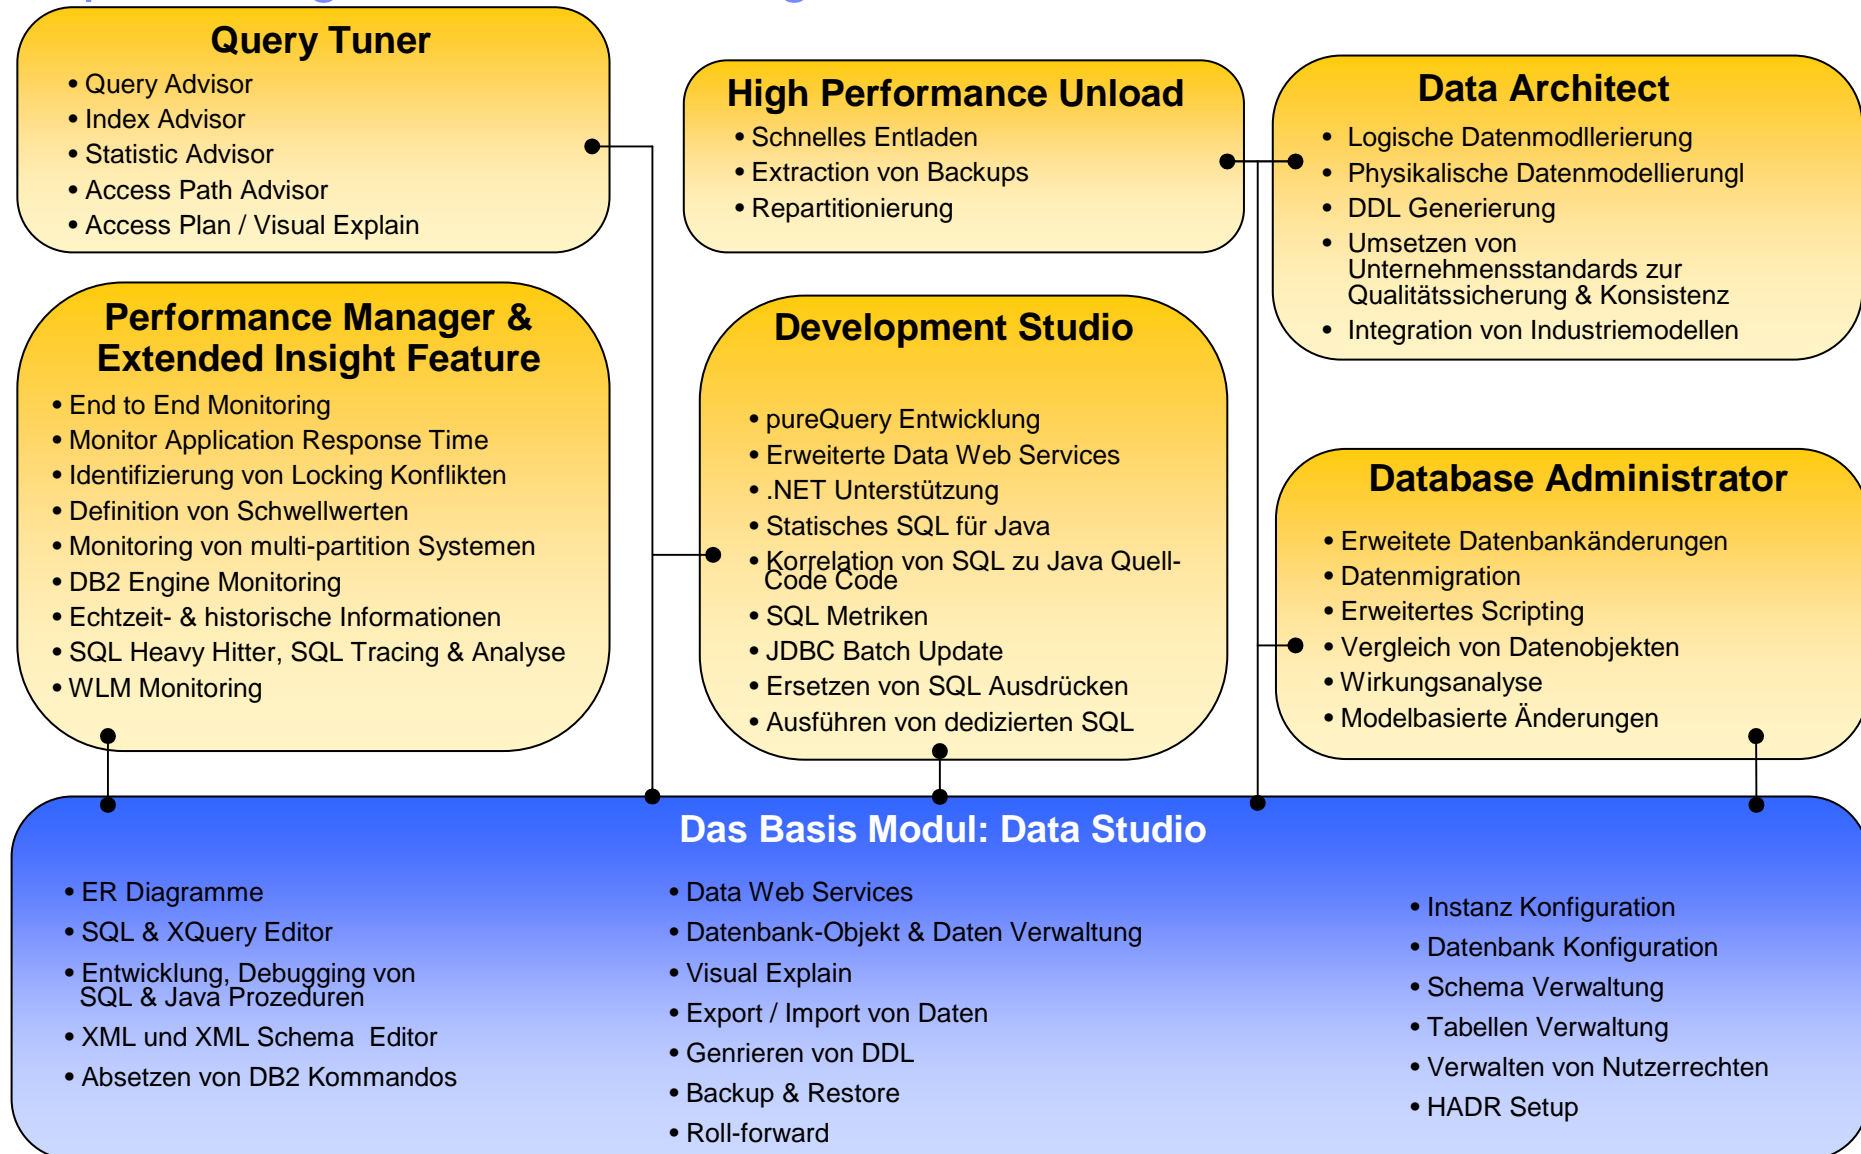 Query Tuner
• Query Advisor
• Index Advisor
• Statistic Advisor
• Access Path Advisor
• Access Plan / Visual Explain
High Performance Unload
• Schnelles Entladen
• Extraction von Backups
• Repartitionierung
Data Architect
• Logische Datenmodllerierung
• Physikalische Datenmodellierungl
• DDL Generierung
• Umsetzen von
Unternehmensstandards zur
Qualitätssicherung & Konsistenz
• Integration von Industriemodellen
Performance Manager &
Extended Insight Feature
• End to End Monitoring
• Monitor Application Response Time
• Identifizierung von Locking Konflikten
• Definition von Schwellwerten
• Monitoring von multi-partition Systemen
• DB2 Engine Monitoring
• Echtzeit- & historische Informationen
• SQL Heavy Hitter, SQL Tracing & Analyse
• WLM Monitoring
Development Studio
• pureQuery Entwicklung
• Erweiterte Data Web Services
• .NET Unterstützung
• Statisches SQL für Java
• Korrelation von SQL zu Java Quell-
Code Code
• SQL Metriken
• JDBC Batch Update
• Ersetzen von SQL Ausdrücken
• Ausführen von dedizierten SQL
Database Administrator
• Erweitete Datenbankänderungen
• Datenmigration
• Erweitertes Scripting
• Vergleich von Datenobjekten
• Wirkungsanalyse
• Modelbasierte Änderungen
Das Basis Modul: Data Studio
• ER Diagramme
• SQL & XQuery Editor
• Entwicklung, Debugging von
SQL & Java Prozeduren
• XML und XML Schema  Editor
• Absetzen von DB2 Kommandos
• Data Web Services
• Datenbank-Objekt & Daten Verwaltung
• Visual Explain
• Export / Import von Daten
• Genrieren von DDL
• Backup & Restore
• Roll-forward
• Instanz Konfiguration
• Datenbank Konfiguration
• Schema Verwaltung
• Tabellen Verwaltung
• Verwalten von Nutzerrechten
• HADR Setup